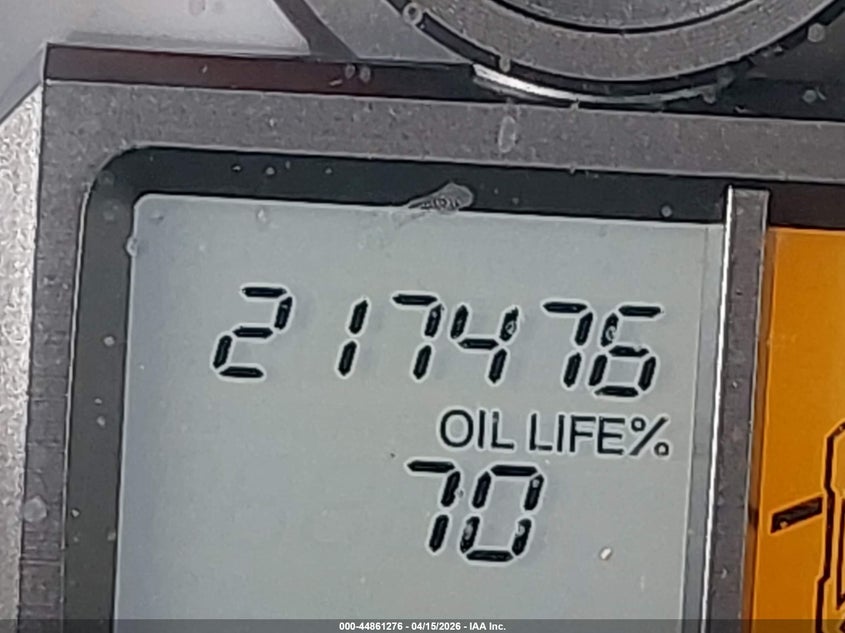 217476
OIL LIFE%
70
000-44861276 - 04/15/2026 - IAA Inc.